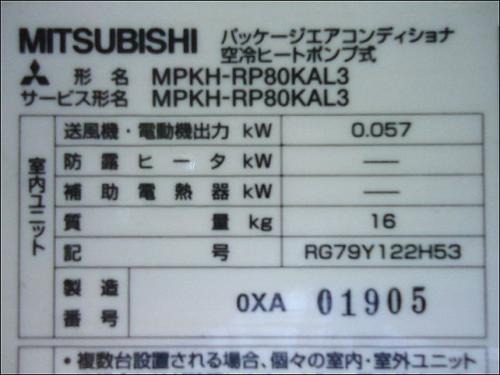 MITSUBISHI パッケージエアコンディショナ
空冷ヒートポンプ式
形名 MPKH-RP80KAL3
サービス形名 MPKH-RP80KAL3
室内ユニット
送風機・電動機出力 kW 0.057
防露ヒータ kW —
補助電熱器 kW —
質量 kg 16
記号 RG79Y122H53
製造番号 0XA 01905
・複数台設置される場合、個々の室内・室外ユニット